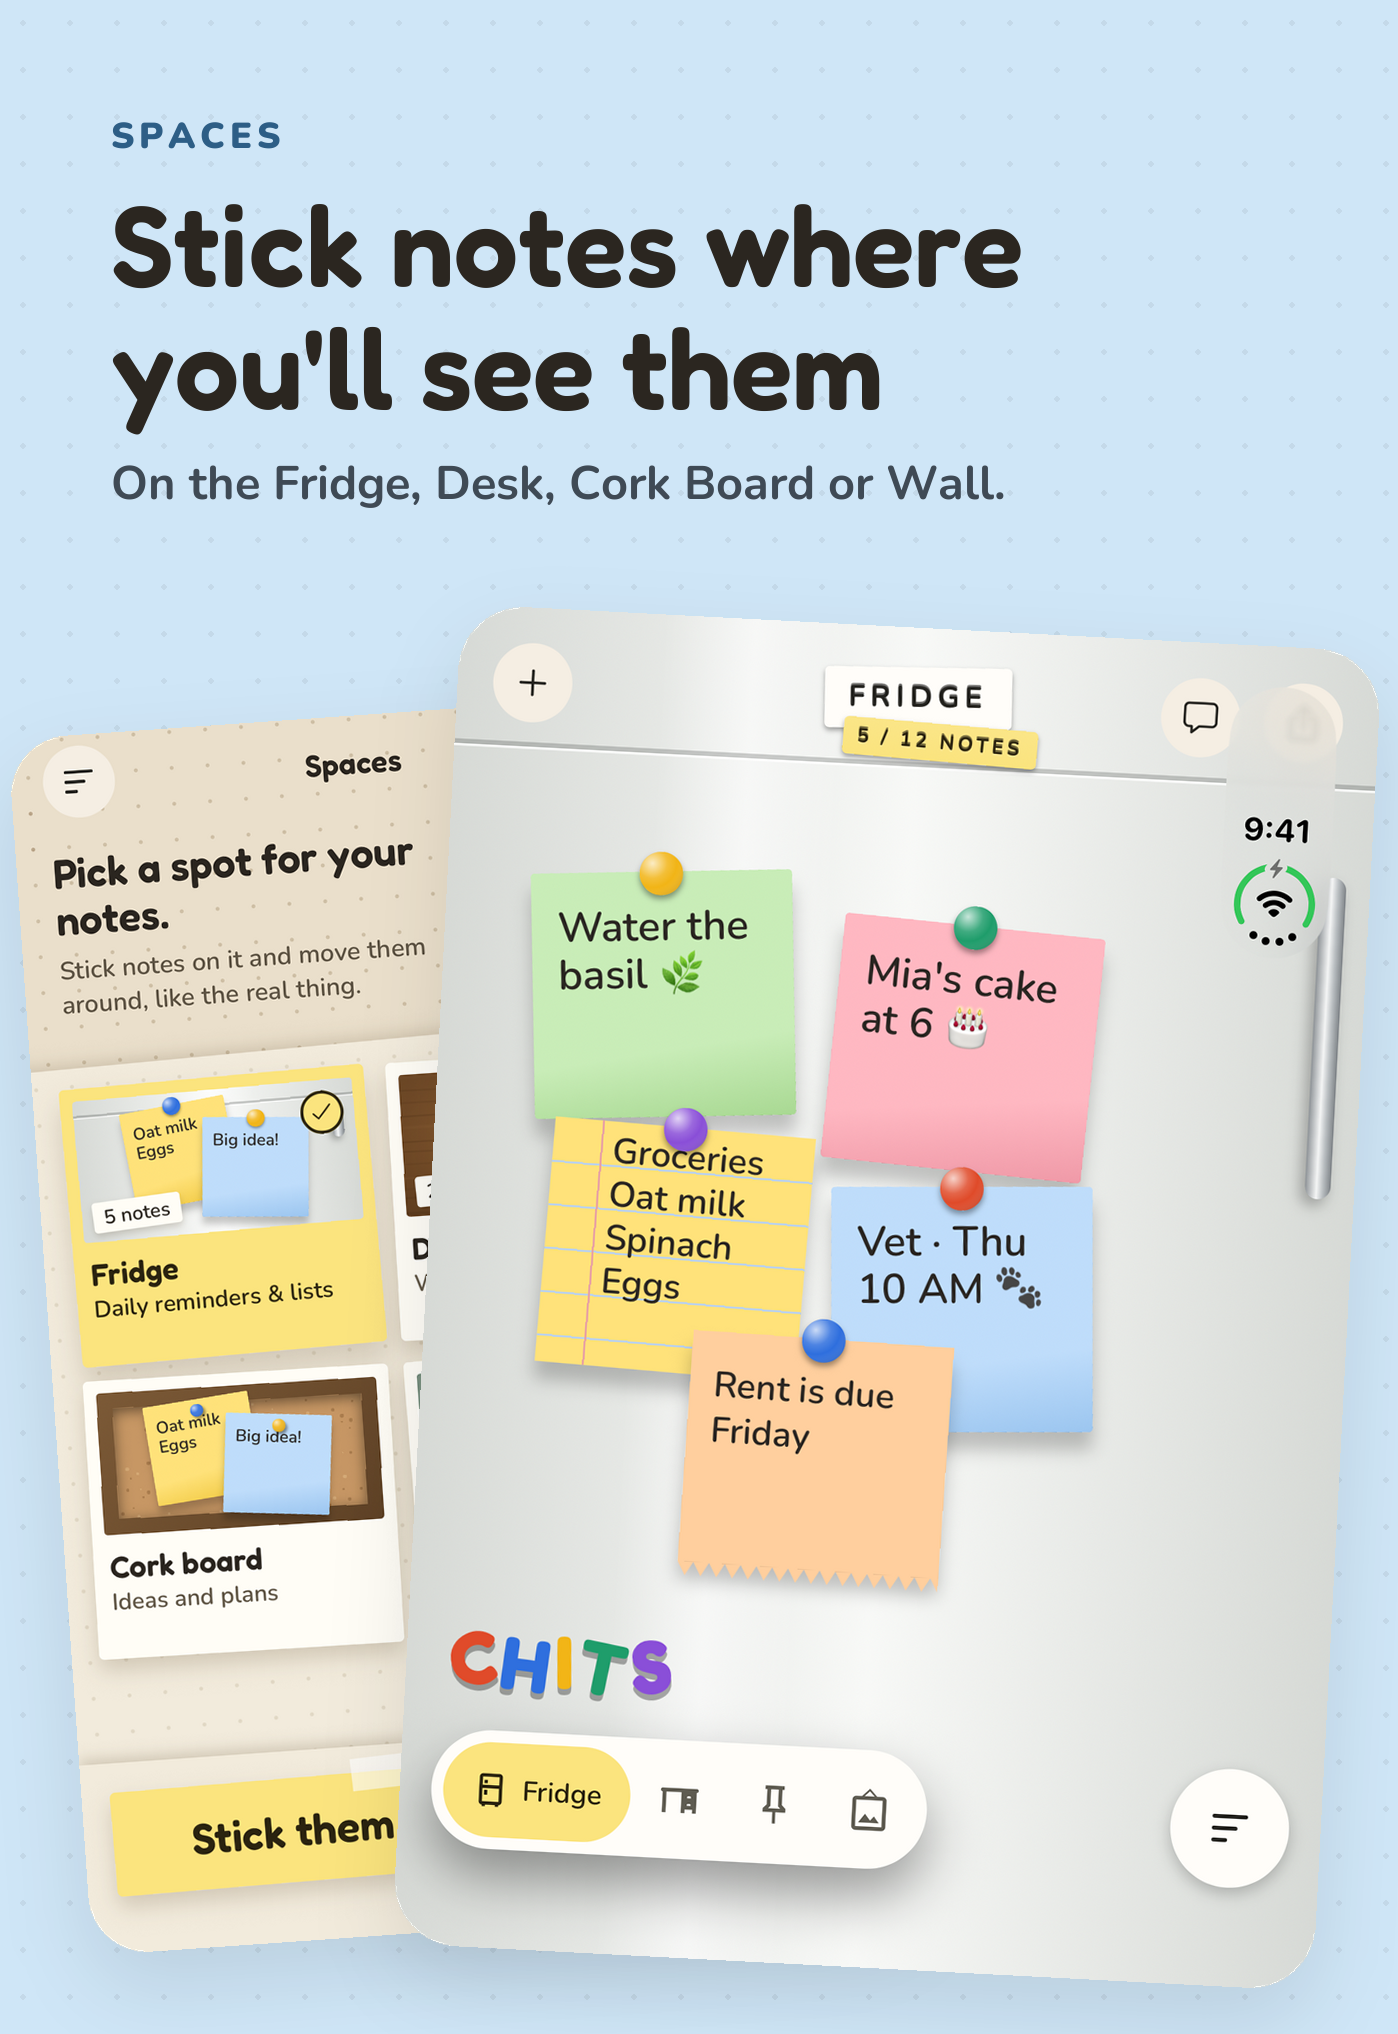 SPACES
Stick notes where
you'll see them
On the Fridge, Desk, Cork Board or Wall.
Spaces
Pick a spot for your
notes.
Stick notes on it and move them
around, like the real thing.
Oat milk
Eggs
Big idea!
5 notes
Fridge
Daily reminders & lists
D
Oat milk
Eggs
Big idea!
Cork board
Ideas and plans
Stick them
FRIDGE
5 / 12 NOTES
9:41
Water the
basil 🌿
Mia's cake
at 6 🎂
Groceries
Oat milk
Spinach
Eggs
Vet · Thu
10 AM 🐾
Rent is due
Friday
CHITS
Fridge